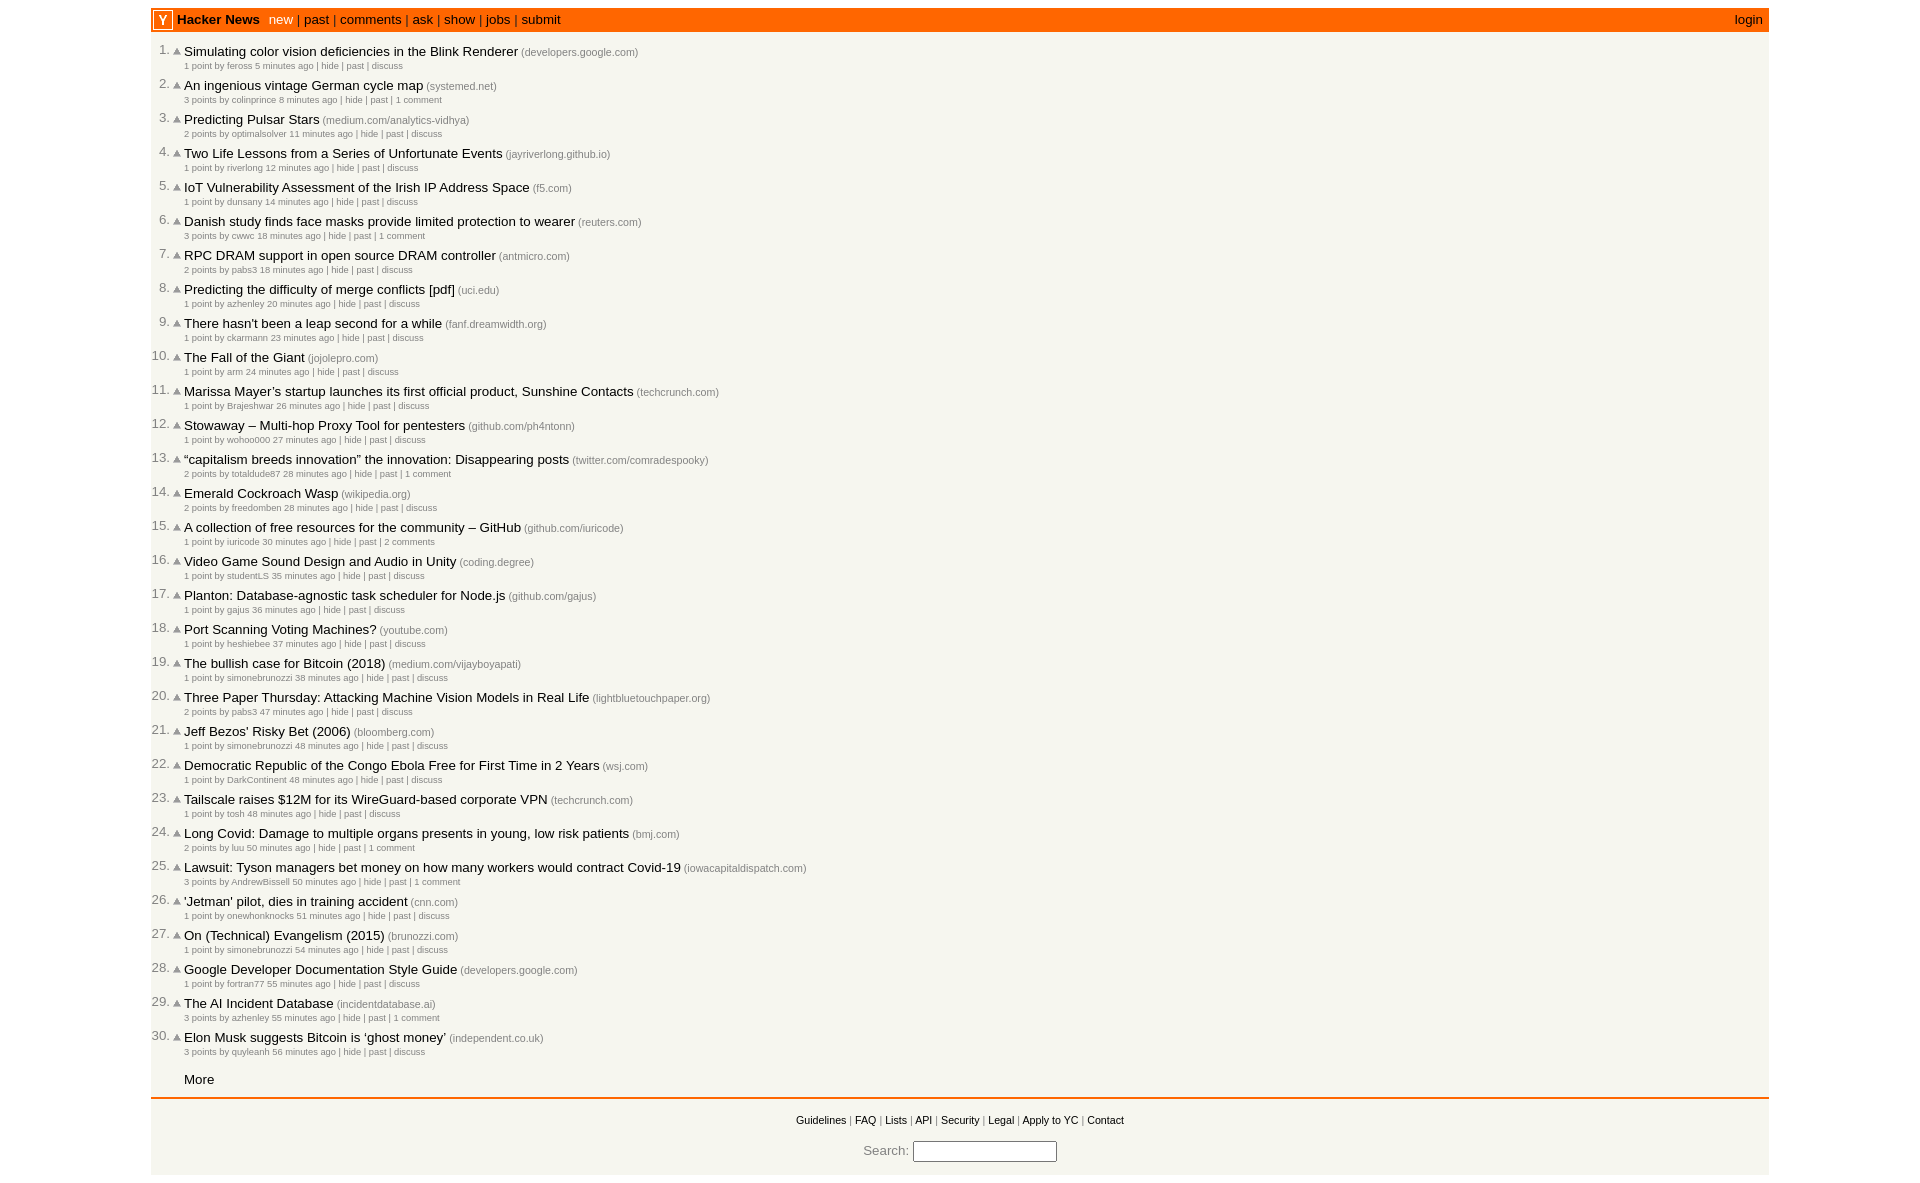 Y Hacker News new | past | comments | ask | show | jobs | submit login
1. Simulating color vision deficiencies in the Blink Renderer (developers.google.com)
1 point by feross 5 minutes ago | hide | past | discuss
2. An ingenious vintage German cycle map (systemed.net)
3 points by colinprince 8 minutes ago | hide | past | 1 comment
3. Predicting Pulsar Stars (medium.com/analytics-vidhya)
2 points by optimalsolver 11 minutes ago | hide | past | discuss
4. Two Life Lessons from a Series of Unfortunate Events (jayriverlong.github.io)
1 point by riverlong 12 minutes ago | hide | past | discuss
5. IoT Vulnerability Assessment of the Irish IP Address Space (f5.com)
1 point by dunsany 14 minutes ago | hide | past | discuss
6. Danish study finds face masks provide limited protection to wearer (reuters.com)
3 points by cwwc 18 minutes ago | hide | past | 1 comment
7. RPC DRAM support in open source DRAM controller (antmicro.com)
2 points by pabs3 18 minutes ago | hide | past | discuss
8. Predicting the difficulty of merge conflicts [pdf] (uci.edu)
1 point by azhenley 20 minutes ago | hide | past | discuss
9. There hasn't been a leap second for a while (fanf.dreamwidth.org)
1 point by ckarmann 23 minutes ago | hide | past | discuss
10. The Fall of the Giant (jojolepro.com)
1 point by arm 24 minutes ago | hide | past | discuss
11. Marissa Mayer’s startup launches its first official product, Sunshine Contacts (techcrunch.com)
1 point by Brajeshwar 26 minutes ago | hide | past | discuss
12. Stowaway – Multi-hop Proxy Tool for pentesters (github.com/ph4ntonn)
1 point by wohoo000 27 minutes ago | hide | past | discuss
13. “capitalism breeds innovation” the innovation: Disappearing posts (twitter.com/comradespooky)
2 points by totaldude87 28 minutes ago | hide | past | 1 comment
14. Emerald Cockroach Wasp (wikipedia.org)
2 points by freedomben 28 minutes ago | hide | past | discuss
15. A collection of free resources for the community – GitHub (github.com/iuricode)
1 point by iuricode 30 minutes ago | hide | past | 2 comments
16. Video Game Sound Design and Audio in Unity (coding.degree)
1 point by studentLS 35 minutes ago | hide | past | discuss
17. Planton: Database-agnostic task scheduler for Node.js (github.com/gajus)
1 point by gajus 36 minutes ago | hide | past | discuss
18. Port Scanning Voting Machines? (youtube.com)
1 point by heshiebee 37 minutes ago | hide | past | discuss
19. The bullish case for Bitcoin (2018) (medium.com/vijayboyapati)
1 point by simonebrunozzi 38 minutes ago | hide | past | discuss
20. Three Paper Thursday: Attacking Machine Vision Models in Real Life (lightbluetouchpaper.org)
2 points by pabs3 47 minutes ago | hide | past | discuss
21. Jeff Bezos' Risky Bet (2006) (bloomberg.com)
1 point by simonebrunozzi 48 minutes ago | hide | past | discuss
22. Democratic Republic of the Congo Ebola Free for First Time in 2 Years (wsj.com)
1 point by DarkContinent 48 minutes ago | hide | past | discuss
23. Tailscale raises $12M for its WireGuard-based corporate VPN (techcrunch.com)
1 point by tosh 48 minutes ago | hide | past | discuss
24. Long Covid: Damage to multiple organs presents in young, low risk patients (bmj.com)
2 points by luu 50 minutes ago | hide | past | 1 comment
25. Lawsuit: Tyson managers bet money on how many workers would contract Covid-19 (iowacapitaldispatch.com)
3 points by AndrewBissell 50 minutes ago | hide | past | 1 comment
26. 'Jetman' pilot, dies in training accident (cnn.com)
1 point by onewhonknocks 51 minutes ago | hide | past | discuss
27. On (Technical) Evangelism (2015) (brunozzi.com)
1 point by simonebrunozzi 54 minutes ago | hide | past | discuss
28. Google Developer Documentation Style Guide (developers.google.com)
1 point by fortran77 55 minutes ago | hide | past | discuss
29. The AI Incident Database (incidentdatabase.ai)
3 points by azhenley 55 minutes ago | hide | past | 1 comment
30. Elon Musk suggests Bitcoin is ‘ghost money’ (independent.co.uk)
3 points by quyleanh 56 minutes ago | hide | past | discuss
More
Guidelines | FAQ | Lists | API | Security | Legal | Apply to YC | Contact
Search: